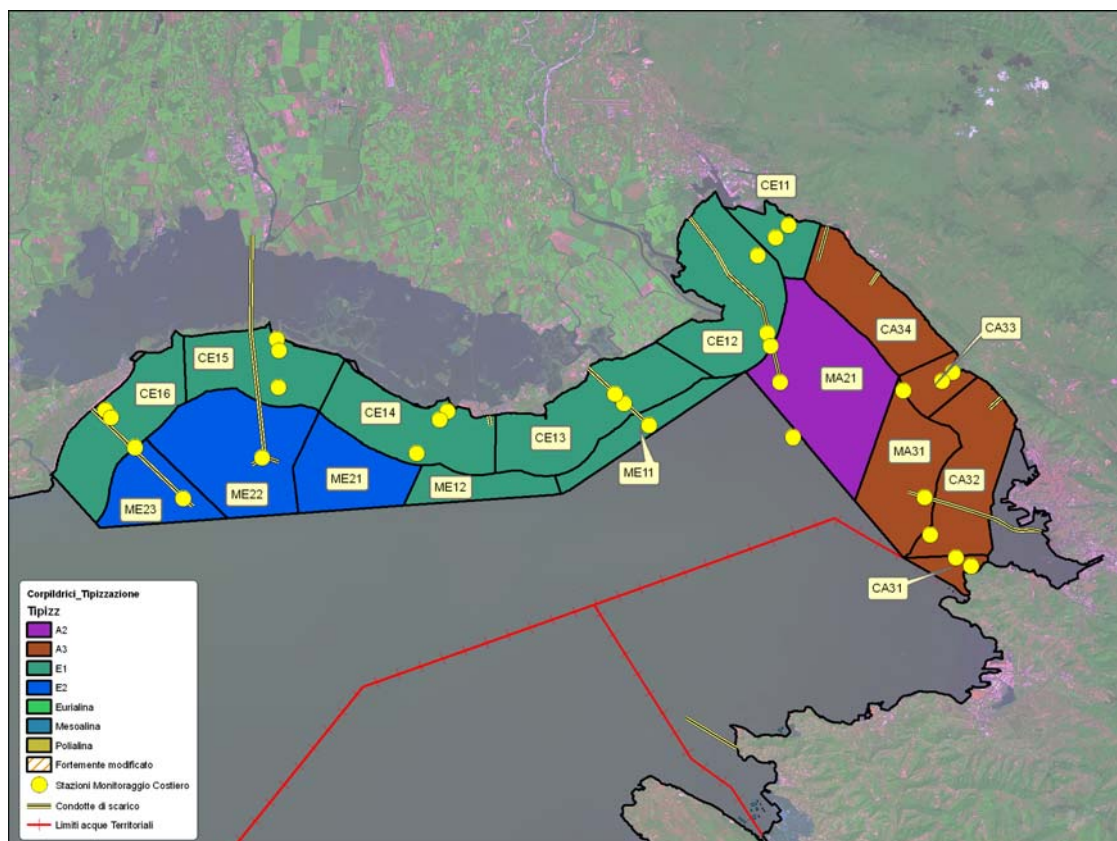 CE11
CE15
CE12
CA34
CA33
CE16
MA21
CE14
CE13
ME11
MA31
CA32
ME21
ME22
ME12
ME23
CA31
Corpildrici_Tipizzazione
Tipizz
A2
A3
E1
E2
Eurialina
Mesoalina
Polialina
Fortemente modificato
Stazioni Monitoraggio Costiero
Condotte di scarico
Limiti acque Territoriali